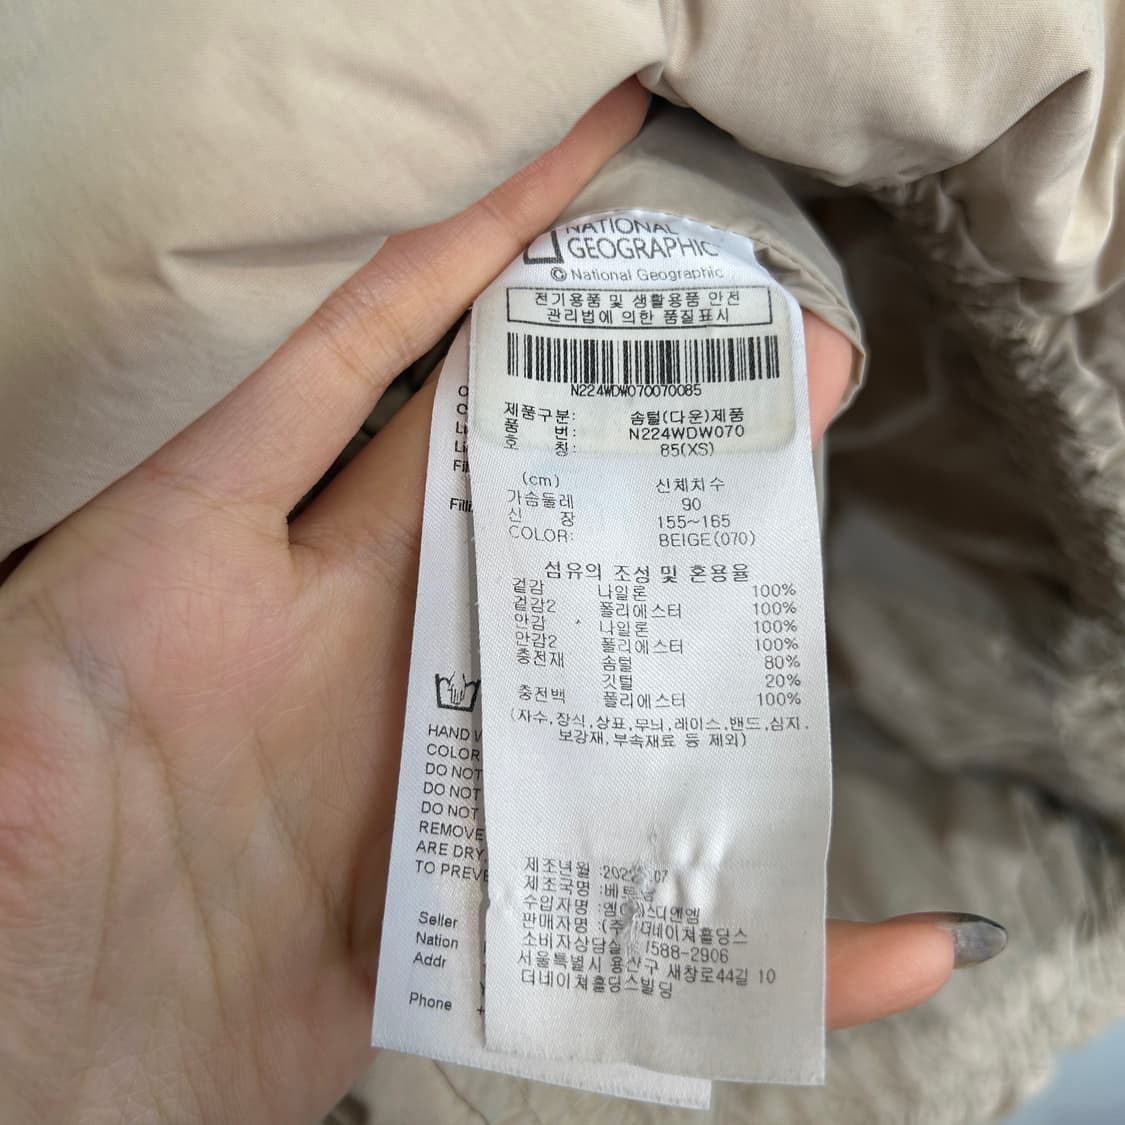 NATIONAL
GEOGRAPHIC
© National Geographic
전기용품 및 생활용품 안전
관리법에 의한 품질표시
N224WDW070070085
제품구분: 솜털(다운)제품
품 번: N224WDW070
호 칭: 85(XS)
(cm) 신체치수
가슴둘레 90
신 장 155~165
COLOR: BEIGE(070)
섬유의 조성 및 혼용율
겉감 나일론 100%
겉감2 폴리에스터 100%
안감 나일론 100%
안감2 폴리에스터 100%
충전재 솜털 80%
깃털 20%
충전백 폴리에스터 100%
(자수,장식,상표,무늬,레이스,밴드,심지.
보강재,부속재료 등 제외)
제조년월 :
제조국명 :
수입자명 :
판매자명 : 더네이쳐홀딩스
소비자상담실 1588-2906
서울특별시 용산구 새창로44길 10
더네이쳐홀딩스빌딩
HAND
COLOR
DO NOT
DO NOT
DO NOT
REMOVE
ARE DRY.
TO
Seller
Nation
Addr
Phone +